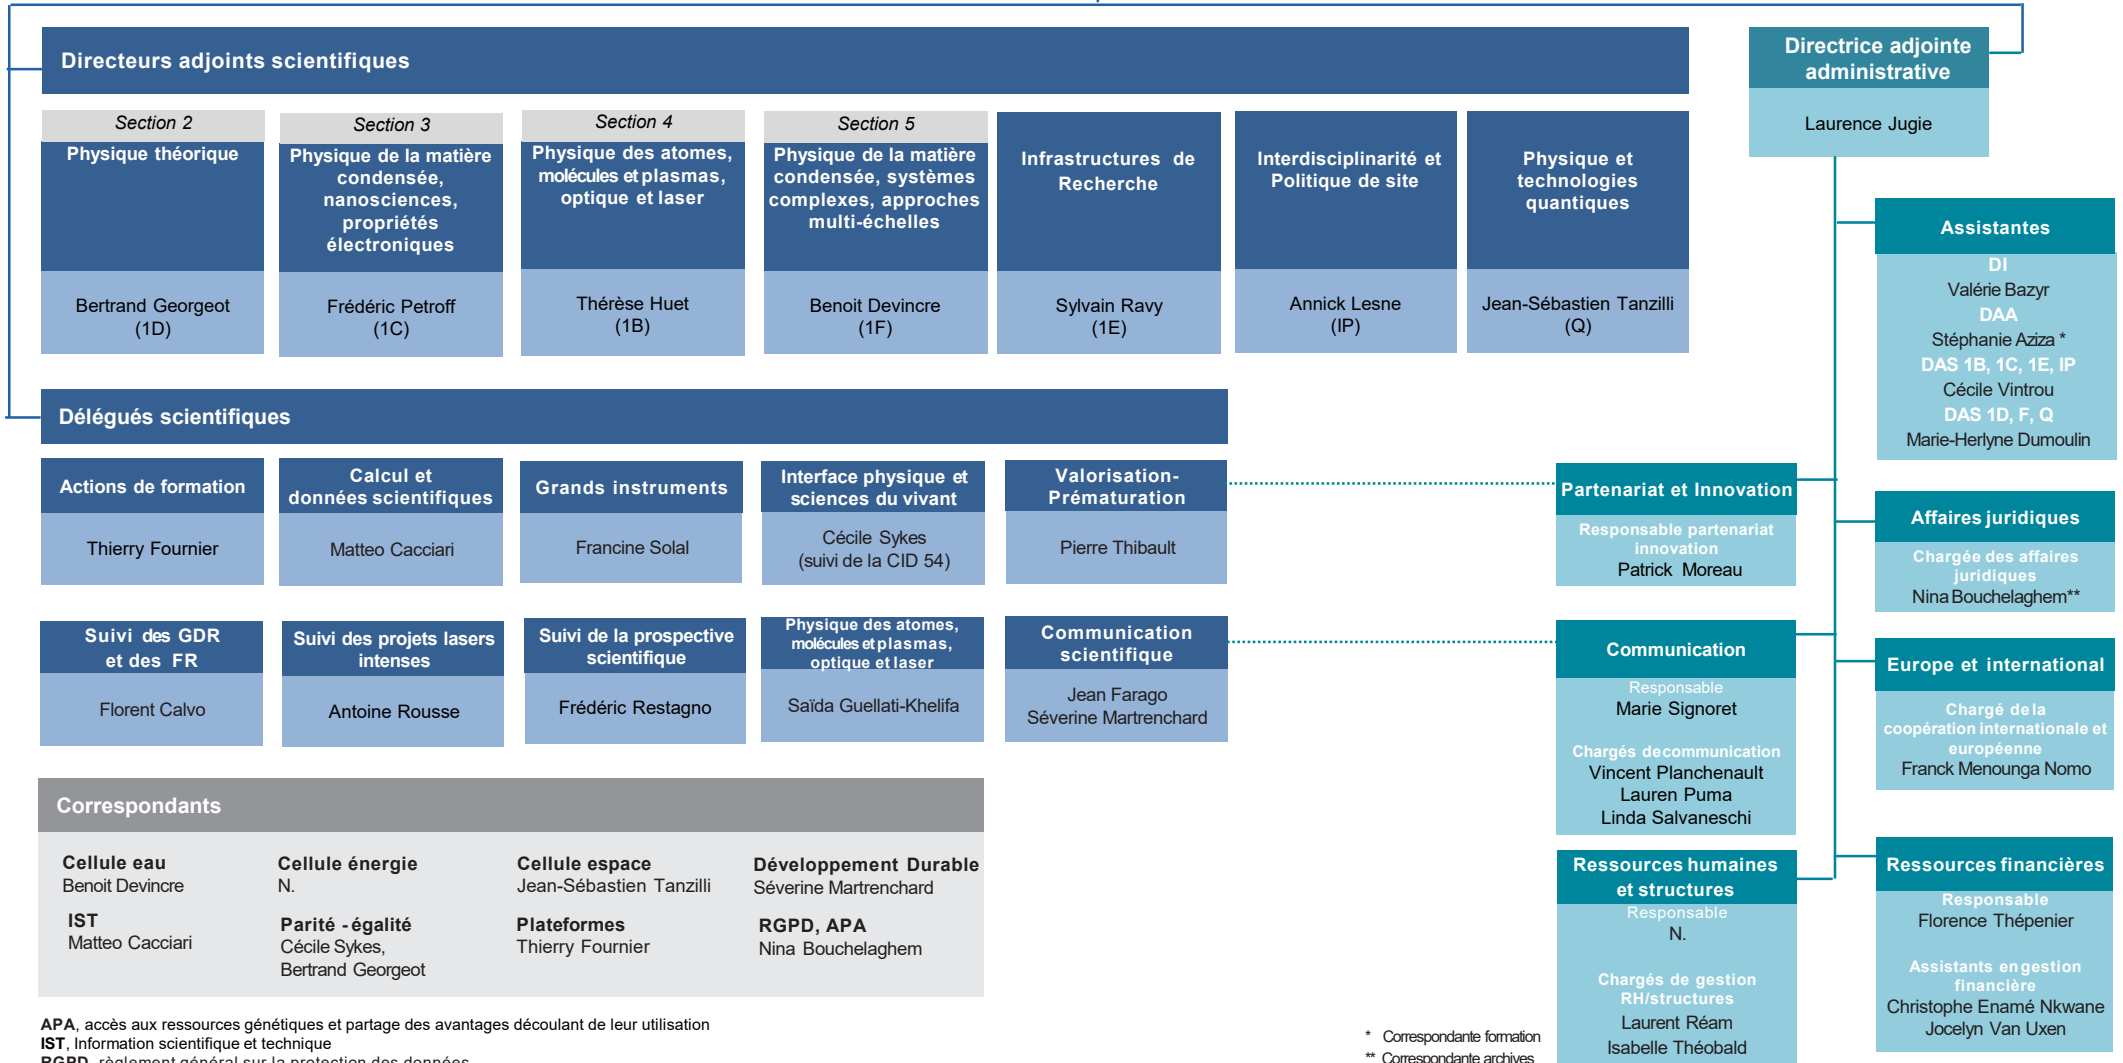 Directeurs adjoints scientifiques
Section 2
Physique théorique
Bertrand Georgeot
(1D)
Section 3
Physique de la matière
condensée,
nanosciences,
propriétés
électroniques
Frédéric Petroff
(1C)
Section 4
Physique des atomes,
molécules et plasmas,
optique et laser
Thérèse Huet
(1B)
Section 5
Physique de la matière
condensée, systèmes
complexes, approches
multi-échelles
Benoit Devincre
(1F)
Infrastructures de
Recherche
Sylvain Ravy
(1E)
Interdisciplinarité et
Politique de site
Annick Lesne
(IP)
Physique et
technologies
quantiques
Jean-Sébastien Tanzilli
(Q)
Délégués scientifiques
Actions de formation
Thierry Fournier
Calcul et
données scientifiques
Matteo Cacciari
Grands instruments
Francine Solal
Interface physique et
sciences du vivant
Cécile Sykes
(suivi de la CID 54)
Valorisation-
Prématuration
Pierre Thibault
Suivi des GDR
et des FR
Florent Calvo
Suivi des projets lasers
intenses
Antoine Rousse
Suivi de la prospective
scientifique
Frédéric Restagno
Physique des atomes,
molécules et plasmas,
optique et laser
Saïda Guellati-Khelifa
Communication
scientifique
Jean Farago
Séverine Martrenchard
Correspondants
Cellule eau
Benoit Devincre
Cellule énergie
N.
Cellule espace
Jean-Sébastien Tanzilli
Développement Durable
Séverine Martrenchard
IST
Matteo Cacciari
Parité - égalité
Cécile Sykes,
Bertrand Georgeot
Plateformes
Thierry Fournier
RGPD, APA
Nina Bouchelaghem
APA, accès aux ressources génétiques et partage des avantages découlant de leur utilisation
IST, Information scientifique et technique
RGPD, règlement général sur la protection des données
Directrice adjointe
administrative
Laurence Jugie
Assistantes
DI
Valérie Bazyr
DAA
Stéphanie Aziza *
DAS 1B, 1C, 1E, IP
Cécile Vintrou
DAS 1D, F, Q
Marie-Herlyne Dumoulin
Partenariat et Innovation
Responsable partenariat
innovation
Patrick Moreau
Affaires juridiques
Chargée des affaires
juridiques
Nina Bouchelaghem**
Communication
Responsable
Marie Signoret
Chargés de communication
Vincent Planchenault
Lauren Puma
Linda Salvaneschi
Europe et international
Chargé de la
coopération internationale et
européenne
Franck Menounga Nomo
Ressources humaines
et structures
Responsable
N.
Chargés de gestion
RH/structures
Laurent Réam
Isabelle Théobald
Ressources financières
Responsable
Florence Thépenier
Assistants en gestion
financière
Christophe Enamé Nkwane
Jocelyn Van Uxen
* Correspondante formation
** Correspondante archives